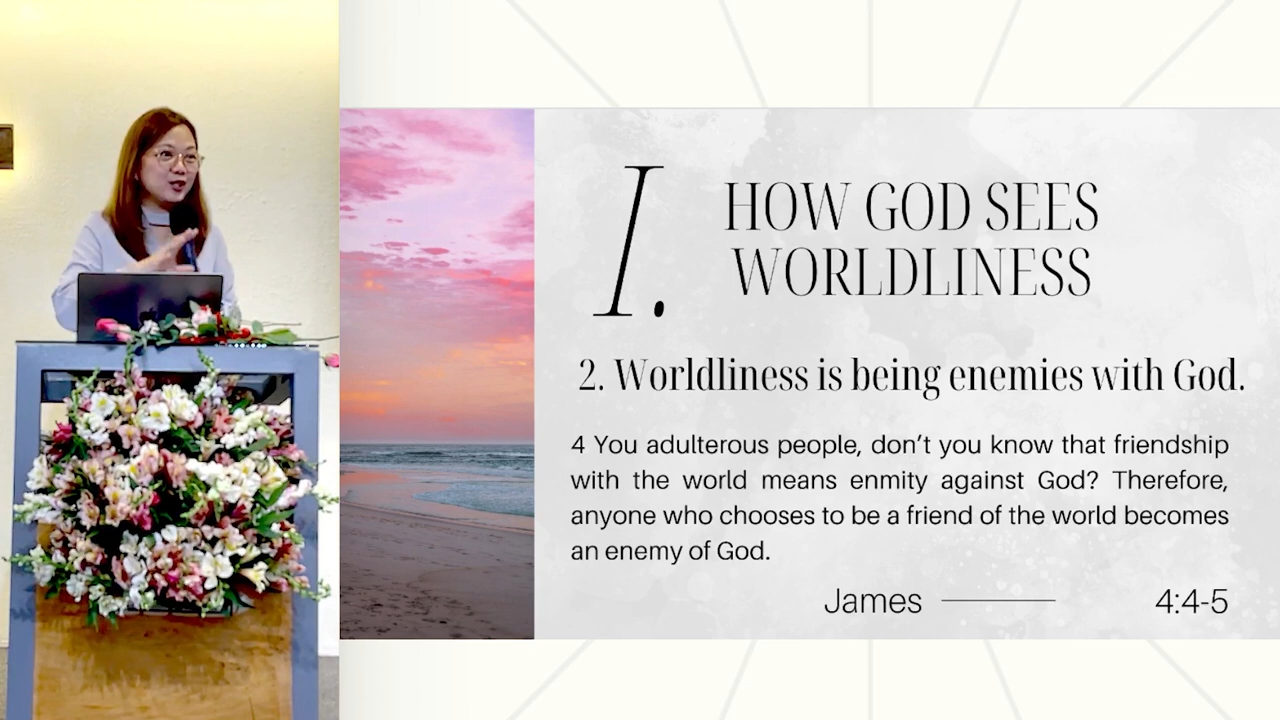 I.
HOW GOD SEES
WORLDLINESS
2. Worldliness is being enemies with God.
4 You adulterous people, don’t you know that friendship
with the world means enmity against God? Therefore,
anyone who chooses to be a friend of the world becomes
an enemy of God.
James 4:4-5